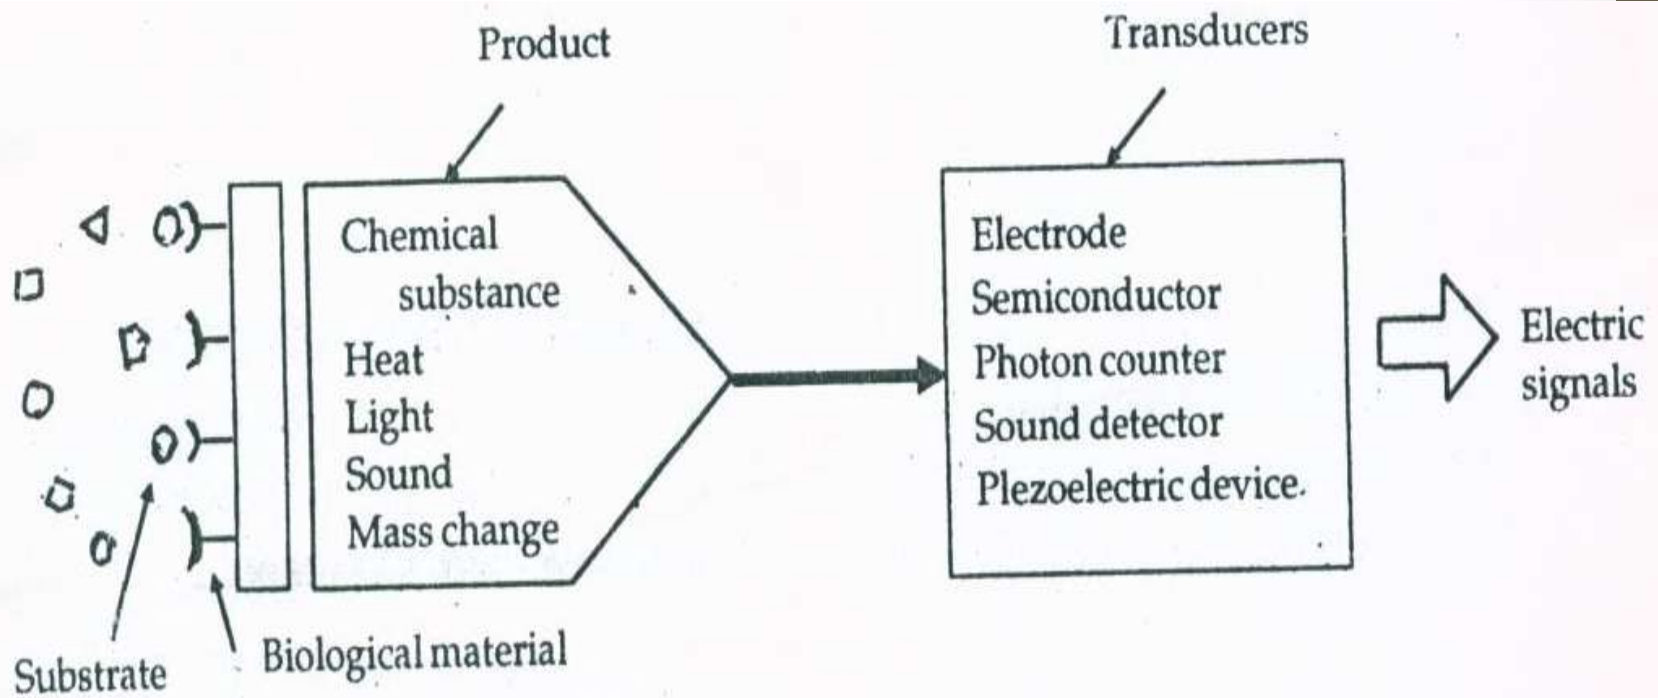 Product
Transducers
Chemical
substance
Heat
Light
Sound
Mass change
Electrode
Semiconductor
Photon counter
Sound detector
Plezoelectric device.
Electric
signals
Substrate
Biological material